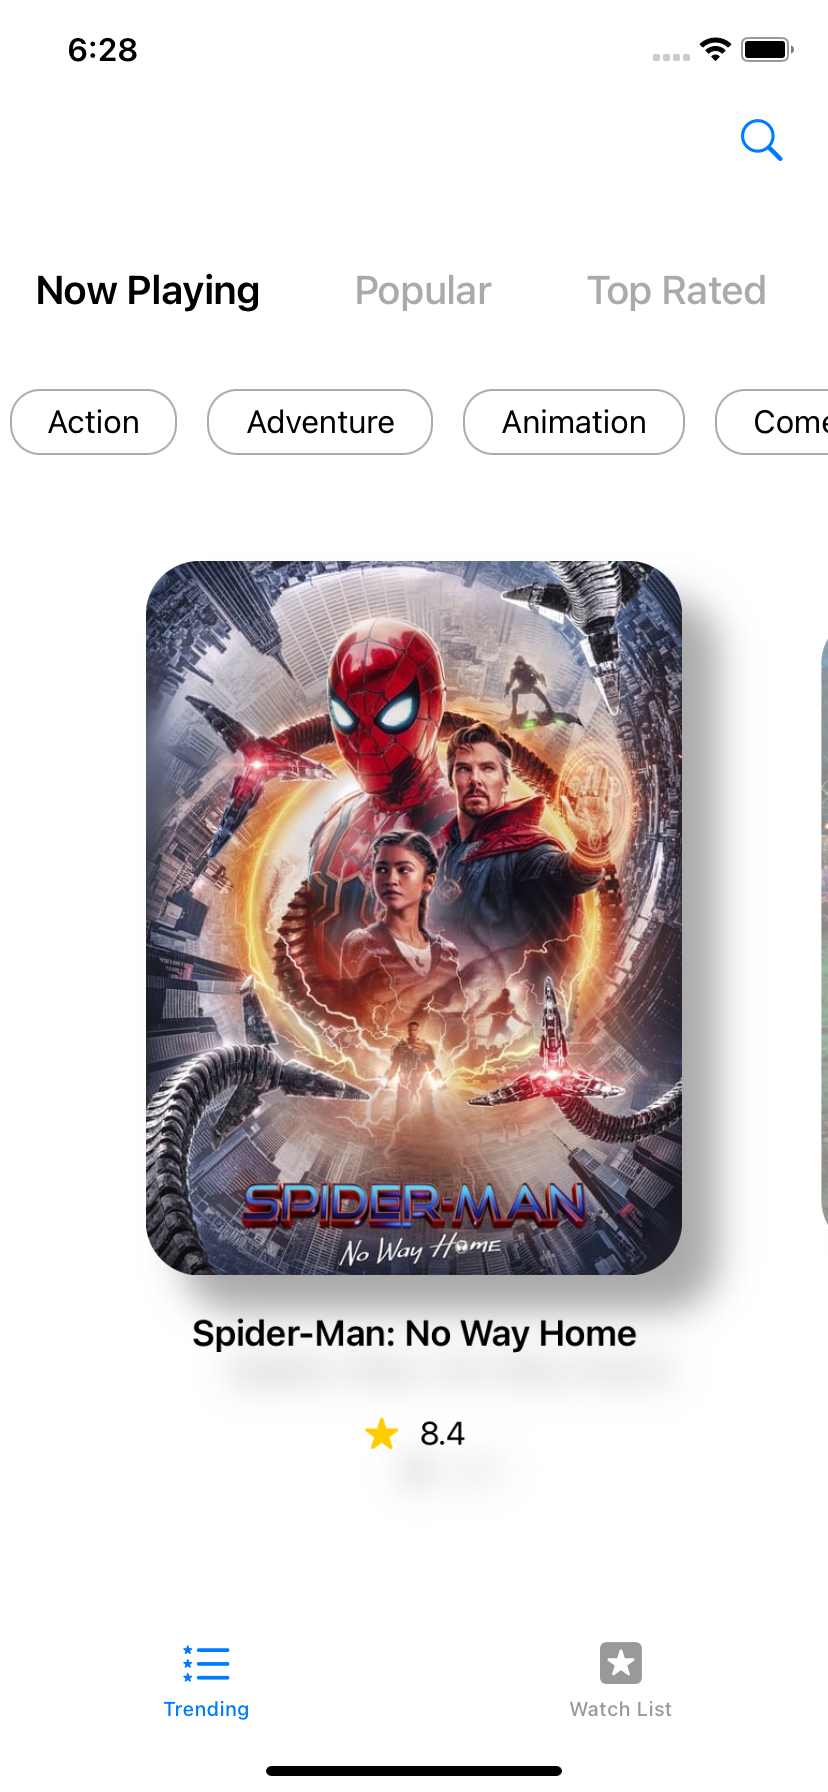 6:28
Now Playing Popular Top Rated
Action Adventure Animation Come
SPIDER-MAN
No Way Home
Spider-Man: No Way Home
8.4
Trending Watch List